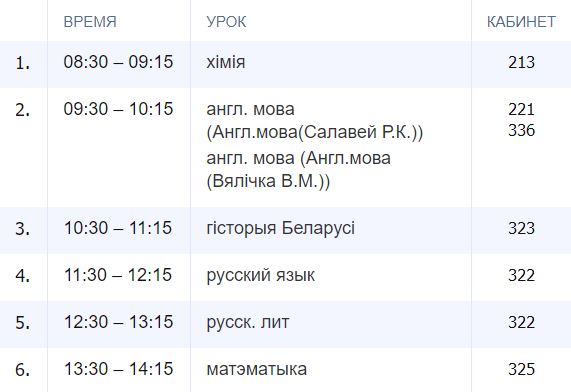 ВРЕМЯ УРОК КАБИНЕТ
1. 08:30 – 09:15 хімія 213
2. 09:30 – 10:15 англ. мова 221
(Англ.мова(Салавей Р.К.)) 336
англ. мова (Англ.мова
(Вялічка В.М.))
3. 10:30 – 11:15 гісторыя Беларусі 323
4. 11:30 – 12:15 русский язык 322
5. 12:30 – 13:15 русск. лит 322
6. 13:30 – 14:15 матэматыка 325